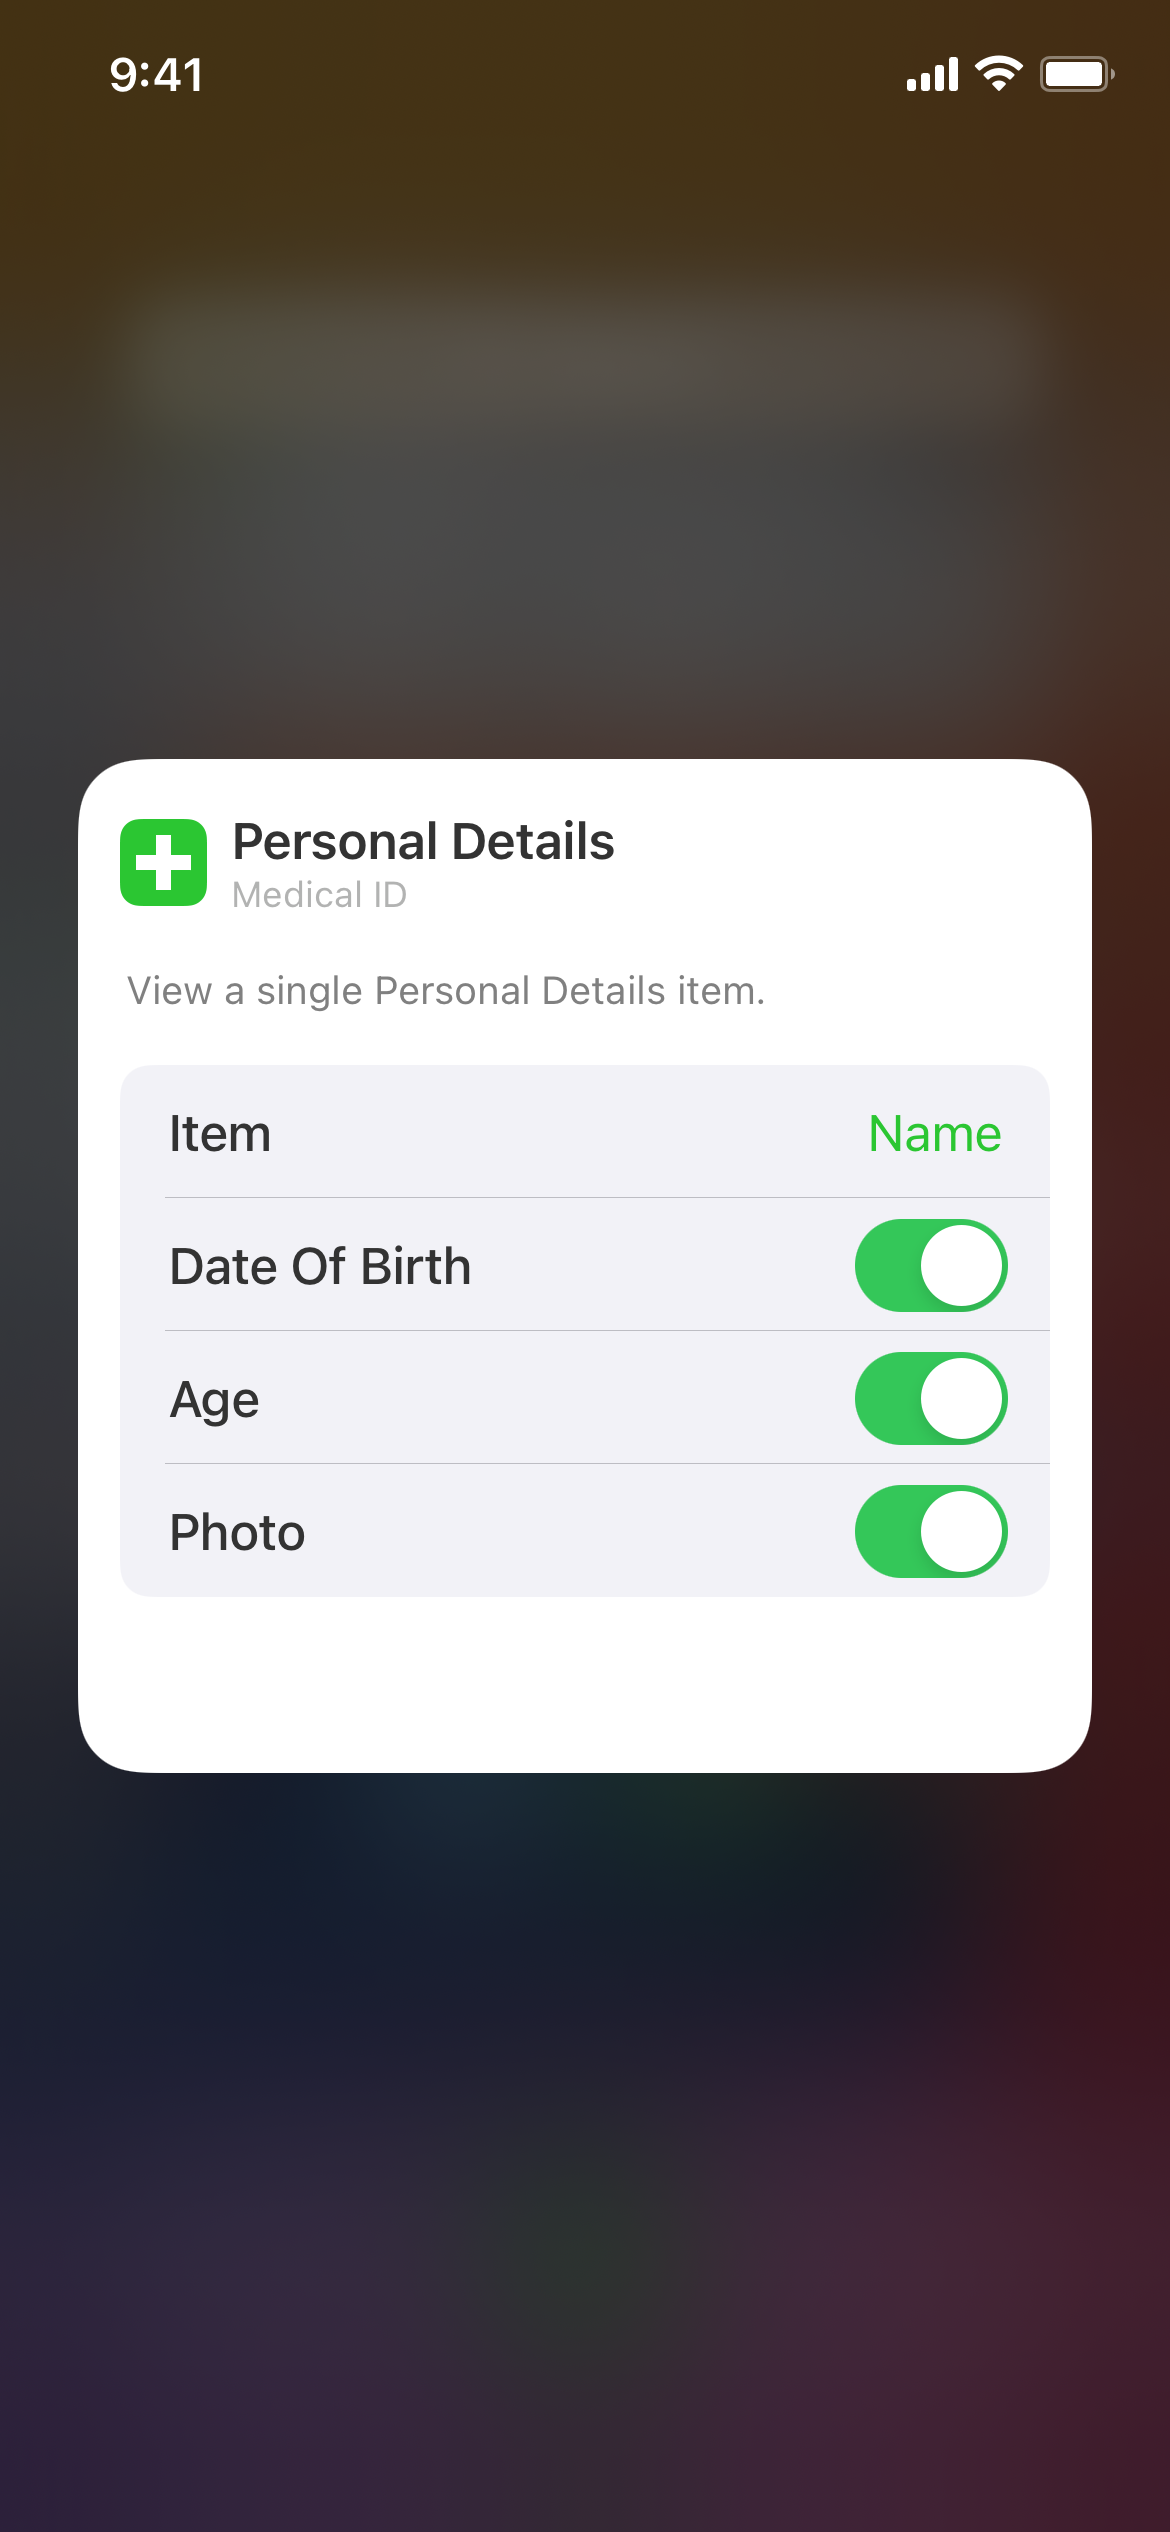 9:41
Personal Details
Medical ID
View a single Personal Details item.
Item Name
Date Of Birth
Age
Photo